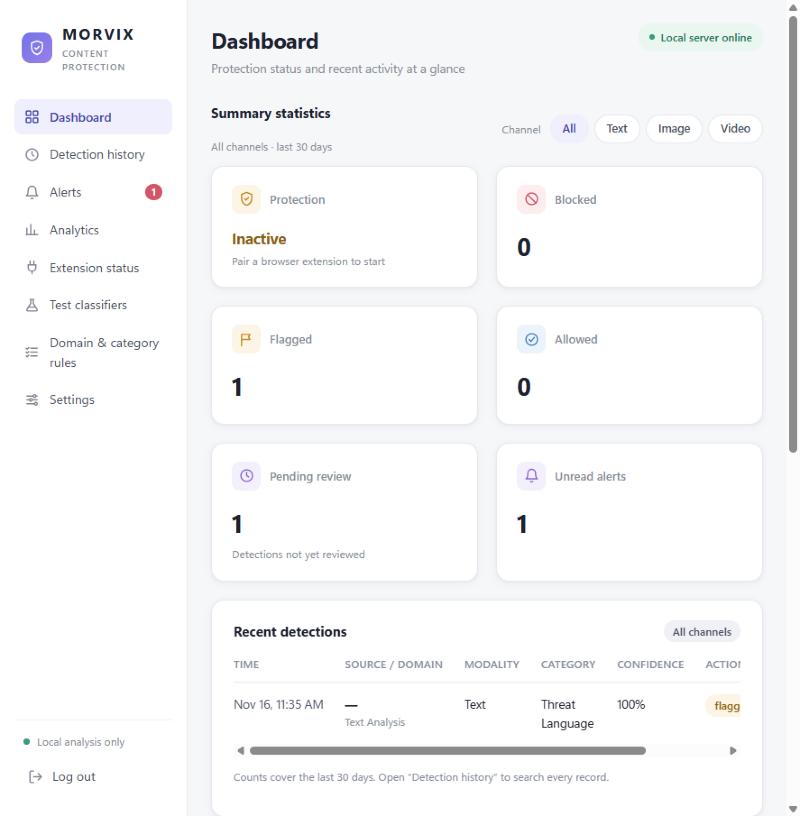 MORVIX
CONTENT
PROTECTION
Dashboard
Detection history
Alerts 1
Analytics
Extension status
Test classifiers
Domain & category
rules
Settings
Local analysis only
Log out
Dashboard
Local server online
Protection status and recent activity at a glance
Summary statistics
All channels · last 30 days
Channel All Text Image Video
Protection
Inactive
Pair a browser extension to start
Blocked
0
Flagged
1
Allowed
0
Pending review
1
Detections not yet reviewed
Unread alerts
1
Recent detections
All channels
TIME SOURCE / DOMAIN MODALITY CATEGORY CONFIDENCE
Nov 16, 11:35 AM — Text Threat 100%
Text Analysis Language
Counts cover the last 30 days. Open "Detection history" to search every record.